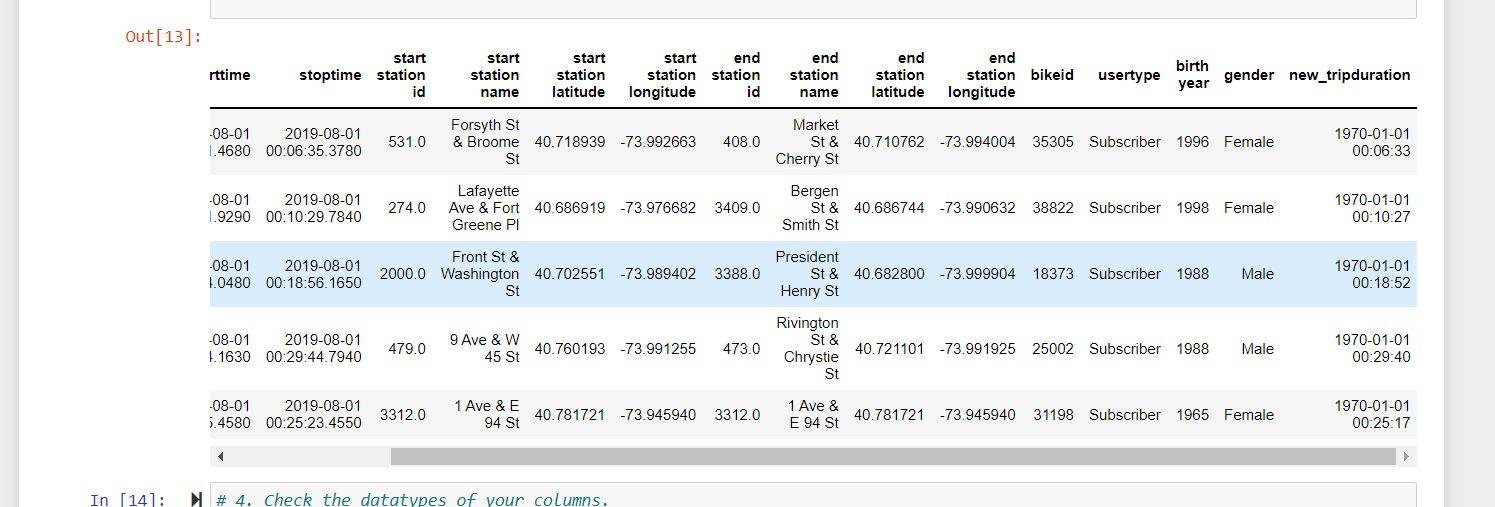 Out[13]:
rttime stoptime start station id start station name start station latitude start station longitude end station id end station name end station latitude end station longitude bikeid usertype birth year gender new_tripduration
-08-01 .4680 2019-08-01 00:06:35.3780 531.0 Forsyth St & Broome St 40.718939 -73.992663 408.0 Market St & Cherry St 40.710762 -73.994004 35305 Subscriber 1996 Female 1970-01-01 00:06:33
-08-01 .9290 2019-08-01 00:10:29.7840 274.0 Lafayette Ave & Fort Greene Pl 40.686919 -73.976682 3409.0 Bergen St & Smith St 40.686744 -73.990632 38822 Subscriber 1998 Female 1970-01-01 00:10:27
-08-01 .0480 2019-08-01 00:18:56.1650 2000.0 Front St & Washington St 40.702551 -73.989402 3388.0 President St & Henry St 40.682800 -73.999904 18373 Subscriber 1988 Male 1970-01-01 00:18:52
-08-01 .1630 2019-08-01 00:29:44.7940 479.0 9 Ave & W 45 St 40.760193 -73.991255 473.0 Rivington St & Chrystie St 40.721101 -73.991925 25002 Subscriber 1988 Male 1970-01-01 00:29:40
-08-01 .4580 2019-08-01 00:25:23.4550 3312.0 1 Ave & E 94 St 40.781721 -73.945940 3312.0 1 Ave & E 94 St 40.781721 -73.945940 31198 Subscriber 1965 Female 1970-01-01 00:25:17
In [14]: # 4. Check the datatypes of your columns.